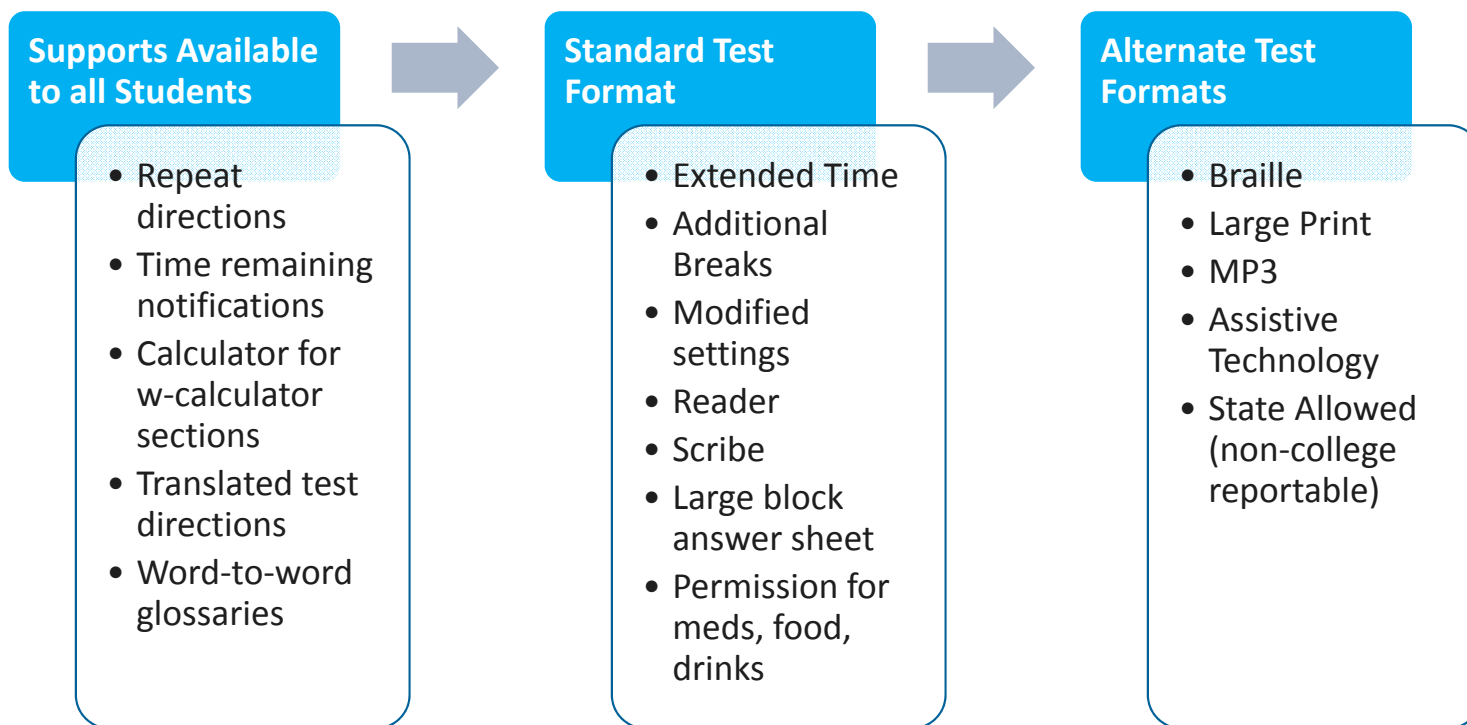 Supports Available
to all Students
• Repeat
directions
• Time remaining
notifications
• Calculator for
w-calculator
sections
• Translated test
directions
• Word-to-word
glossaries
Standard Test
Format
• Extended Time
• Additional
Breaks
• Modified
settings
• Reader
• Scribe
• Large block
answer sheet
• Permission for
meds, food,
drinks
Alternate Test
Formats
• Braille
• Large Print
• MP3
• Assistive
Technology
• State Allowed
(non-college
reportable)